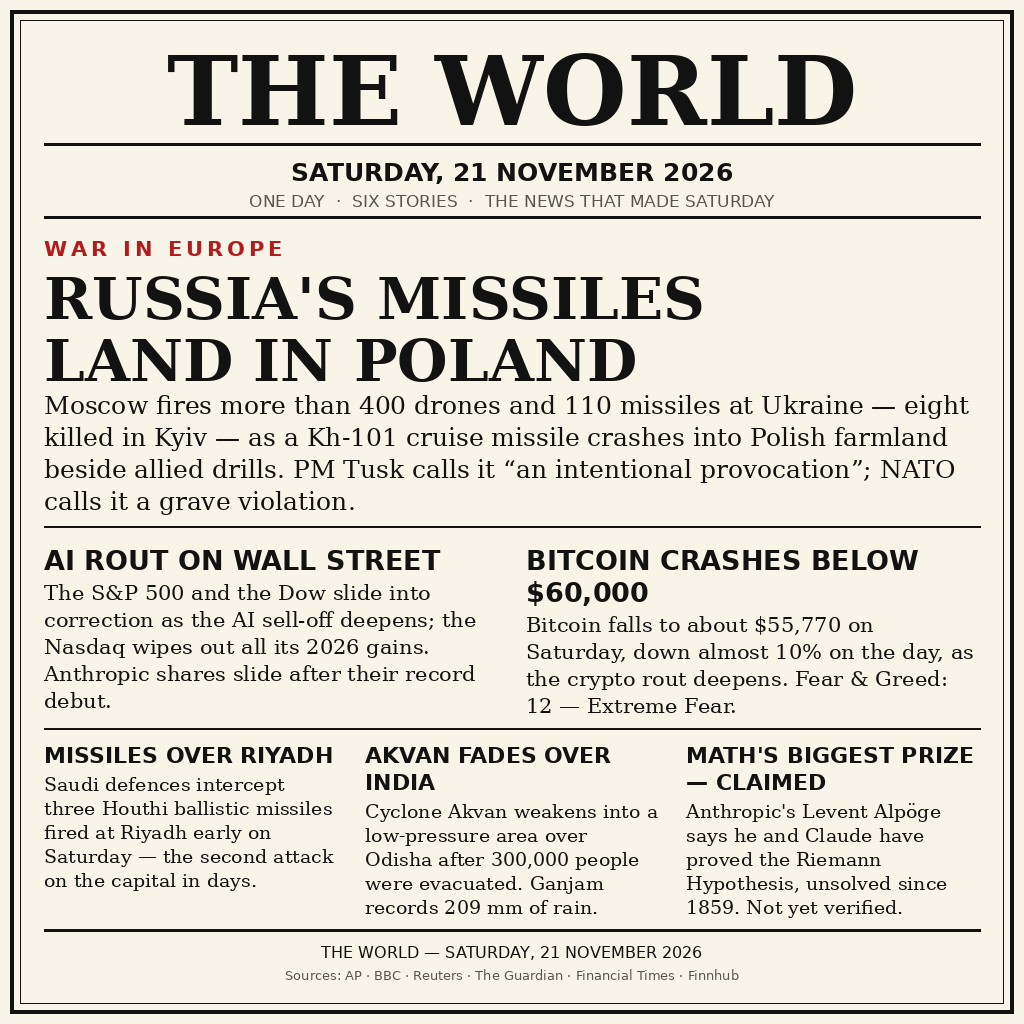 THE WORLD
SATURDAY, 21 NOVEMBER 2026
ONE DAY · SIX STORIES · THE NEWS THAT MADE SATURDAY
WAR IN EUROPE
RUSSIA'S MISSILES
LAND IN POLAND
Moscow fires more than 400 drones and 110 missiles at Ukraine — eight
killed in Kyiv — as a Kh-101 cruise missile crashes into Polish farmland
beside allied drills. PM Tusk calls it “an intentional provocation”; NATO
calls it a grave violation.
AI ROUT ON WALL STREET
The S&P 500 and the Dow slide into
correction as the AI sell-off deepens; the
Nasdaq wipes out all its 2026 gains.
Anthropic shares slide after their record
debut.
BITCOIN CRASHES BELOW
$60,000
Bitcoin falls to about $55,770 on
Saturday, down almost 10% on the day, as
the crypto rout deepens. Fear & Greed:
12 — Extreme Fear.
MISSILES OVER RIYADH
Saudi defences intercept
three Houthi ballistic missiles
fired at Riyadh early on
Saturday — the second attack
on the capital in days.
AKVAN FADES OVER
INDIA
Cyclone Akvan weakens into a
low-pressure area over
Odisha after 300,000 people
were evacuated. Ganjam
records 209 mm of rain.
MATH'S BIGGEST PRIZE
— CLAIMED
Anthropic's Levent Alpöge
says he and Claude have
proved the Riemann
Hypothesis, unsolved since
1859. Not yet verified.
THE WORLD — SATURDAY, 21 NOVEMBER 2026
Sources: AP · BBC · Reuters · The Guardian · Financial Times · Finnhub